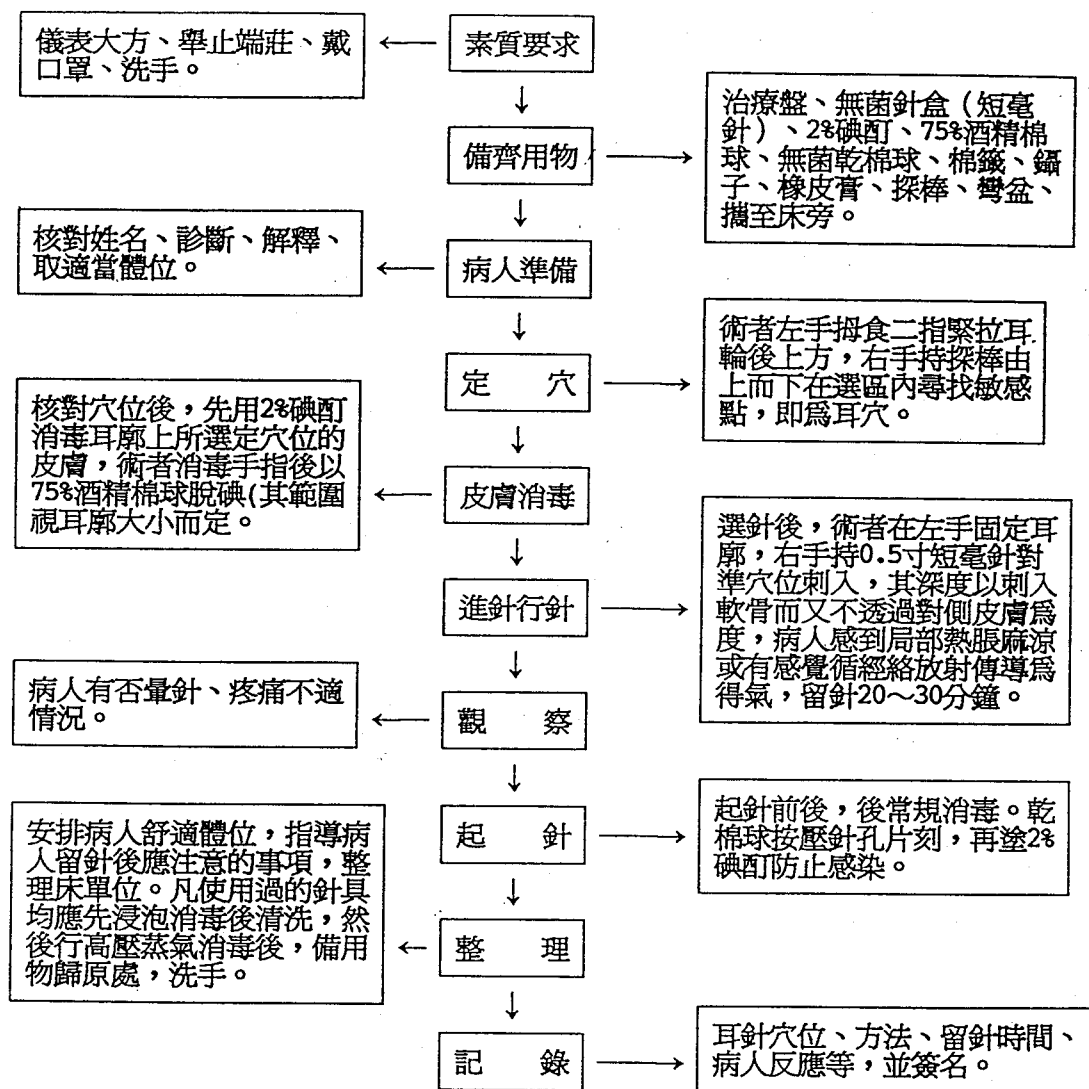 素質要求
儀表大方、舉止端莊、戴
口罩、洗手。
備齊用物
治療盤、無菌針盒（短毫
針）、2%碘酊、75%酒精棉
球、無菌乾棉球、棉籤、鑷
子、橡皮膏、探棒、彎盆、
攜至床旁。
病人準備
核對姓名、診斷、解釋、
取適當體位。
定 穴
術者左手拇食二指緊拉耳
輪後上方，右手持探棒由
上而下在選區內尋找敏感
點，即爲耳穴。
皮膚消毒
核對穴位後，先用2%碘酊
消毒耳廓上所選定穴位的
皮膚，術者消毒手指後以
75%酒精棉球脫碘(其範圍
視耳廓大小而定。
進針行針
選針後，術者在左手固定耳
廓，右手持0.5寸短毫針對
準穴位刺入，其深度以刺入
軟骨而又不透過對側皮膚爲
度，病人感到局部熱脹麻涼
或有感覺循經絡放射傳導爲
得氣，留針20～30分鐘。
觀 察
病人有否暈針、疼痛不適
情況。
起 針
起針前後，後常規消毒。乾
棉球按壓針孔片刻，再塗2%
碘酊防止感染。
整 理
安排病人舒適體位，指導病
人留針後應注意的事項，整
理床單位。凡使用過的針具
均應先浸泡消毒後清洗，然
後行高壓蒸氣消毒後，備用
物歸原處，洗手。
記 錄
耳針穴位、方法、留針時間、
病人反應等，並簽名。